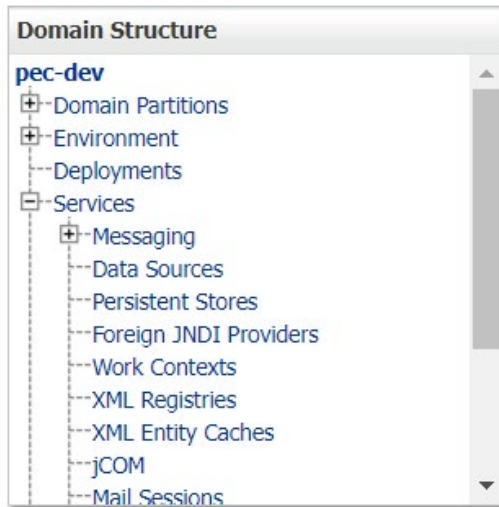 Domain Structure
pec-dev
Domain Partitions
Environment
Deployments
Services
Messaging
Data Sources
Persistent Stores
Foreign JNDI Providers
Work Contexts
XML Registries
XML Entity Caches
jCOM
Mail Sessions